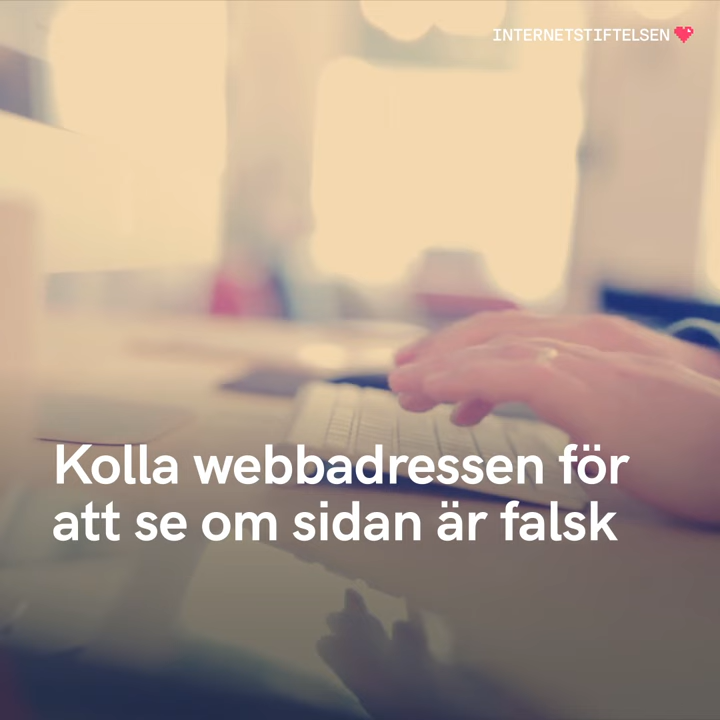 INTERNETSTIFTELSEN
Kolla webbadressen för
att se om sidan är falsk